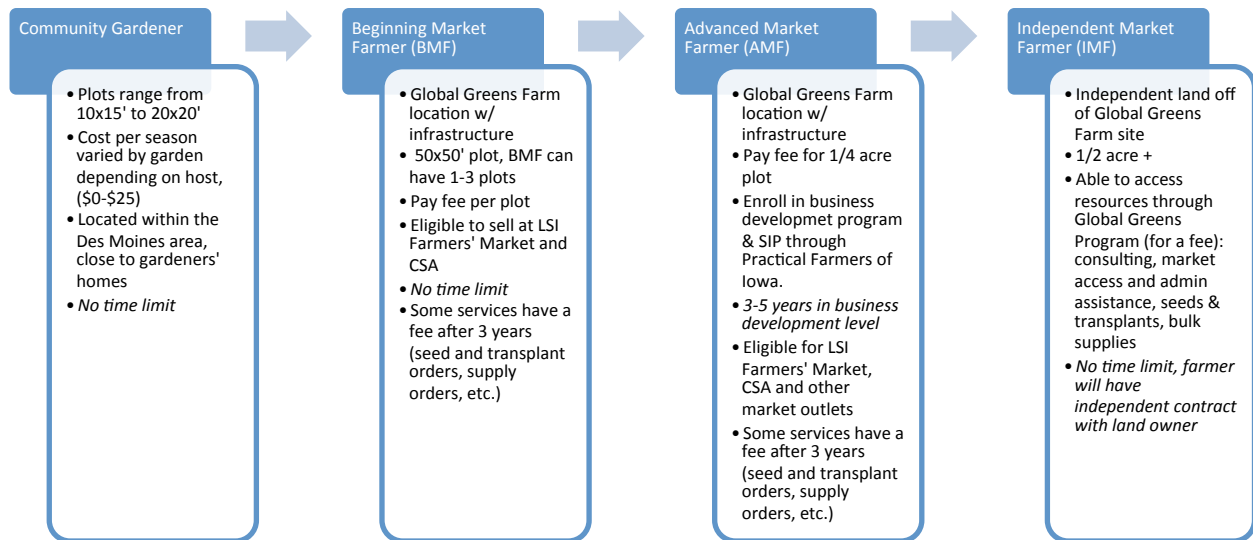 Community Gardener
• Plots range from
10x15' to 20x20'
• Cost per season
varied by garden
depending on host,
($0-$25)
• Located within the
Des Moines area,
close to gardeners'
homes
• No time limit
Beginning Market
Farmer (BMF)
• Global Greens Farm
location w/
infrastructure
• 50x50' plot, BMF can
have 1-3 plots
• Pay fee per plot
• Eligible to sell at LSI
Farmers' Market and
CSA
• No time limit
• Some services have a
fee after 3 years
(seed and transplant
orders, supply
orders, etc.)
Advanced Market
Farmer (AMF)
• Global Greens Farm
location w/
infrastructure
• Pay fee for 1/4 acre
plot
• Enroll in business
developmet program
& SIP through
Practical Farmers of
Iowa.
• 3-5 years in business
development level
• Eligible for LSI
Farmers' Market,
CSA and other
market outlets
• Some services have a
fee after 3 years
(seed and transplant
orders, supply
orders, etc.)
Independent Market
Farmer (IMF)
• Independent land off
of Global Greens
Farm site
• 1/2 acre +
• Able to access
resources through
Global Greens
Program (for a fee):
consulting, market
access and admin
assistance, seeds &
transplants, bulk
supplies
• No time limit, farmer
will have
independent contract
with land owner